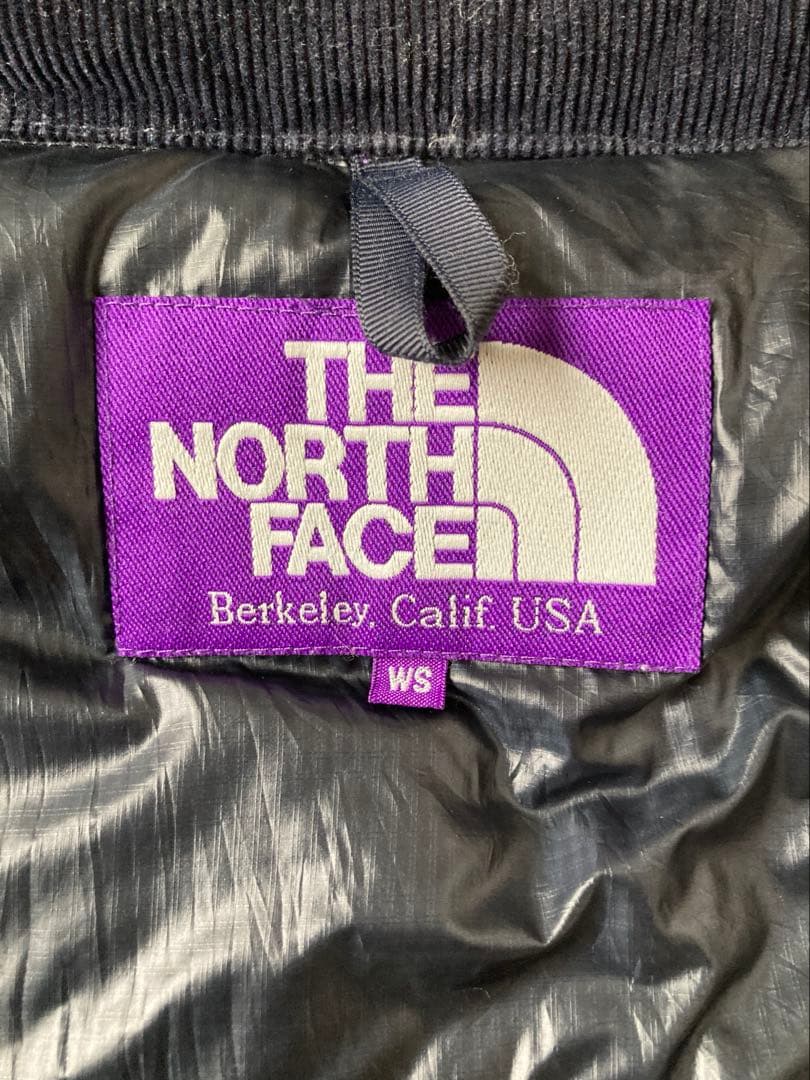 THE
NORTH
FACE
Berkeley, Calif. USA
WS